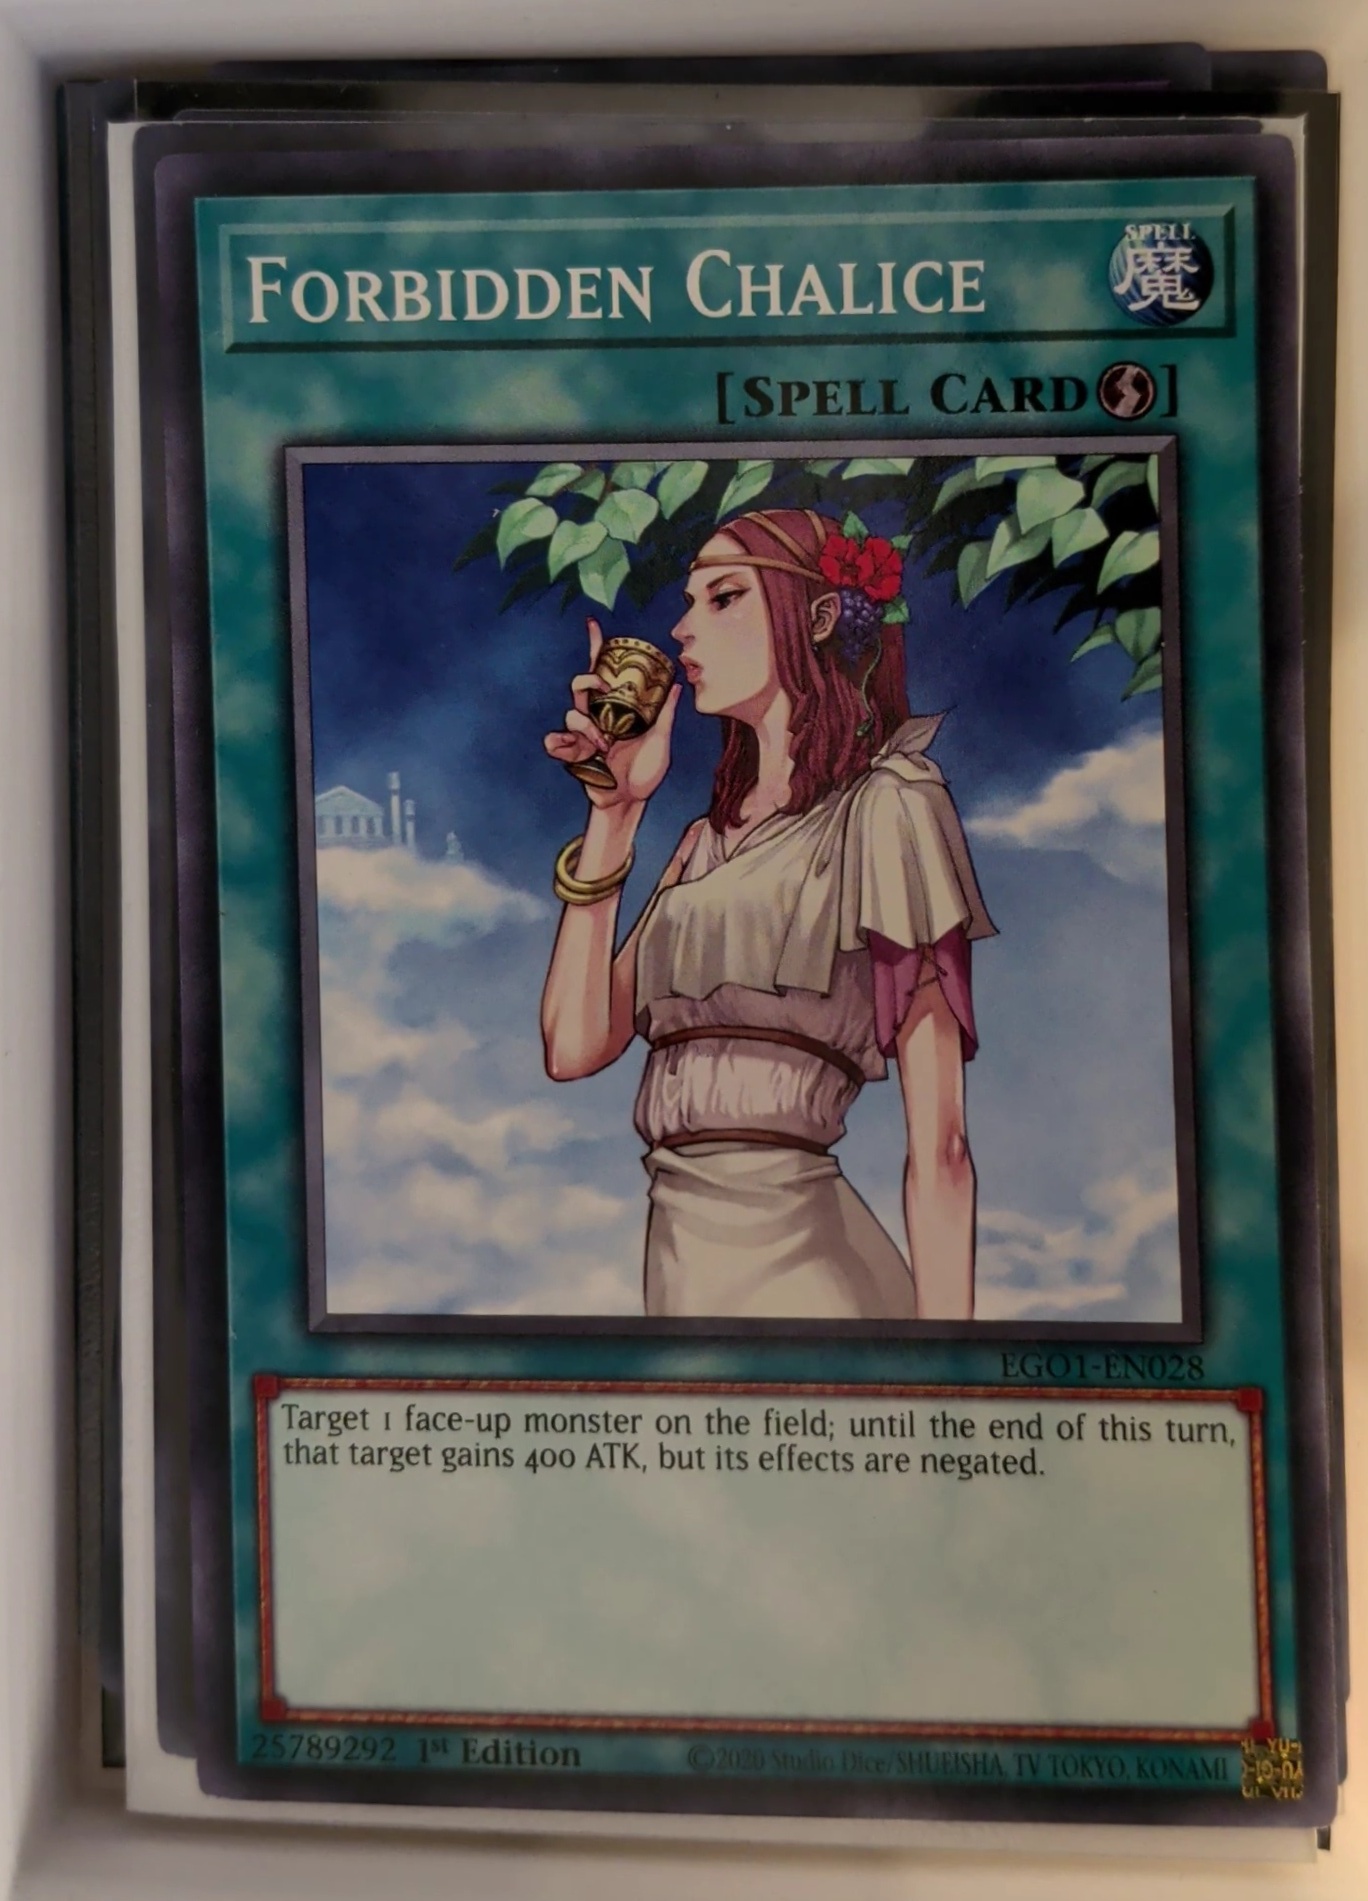 FORBIDDEN CHALICE
SPELL
魔
[SPELL CARD]
EGO1-EN028
Target 1 face-up monster on the field; until the end of this turn,
that target gains 400 ATK, but its effects are negated.
25789292 1st Edition ©2020 Studio Dice/SHUEISHA, TV TOKYO, KONAMI